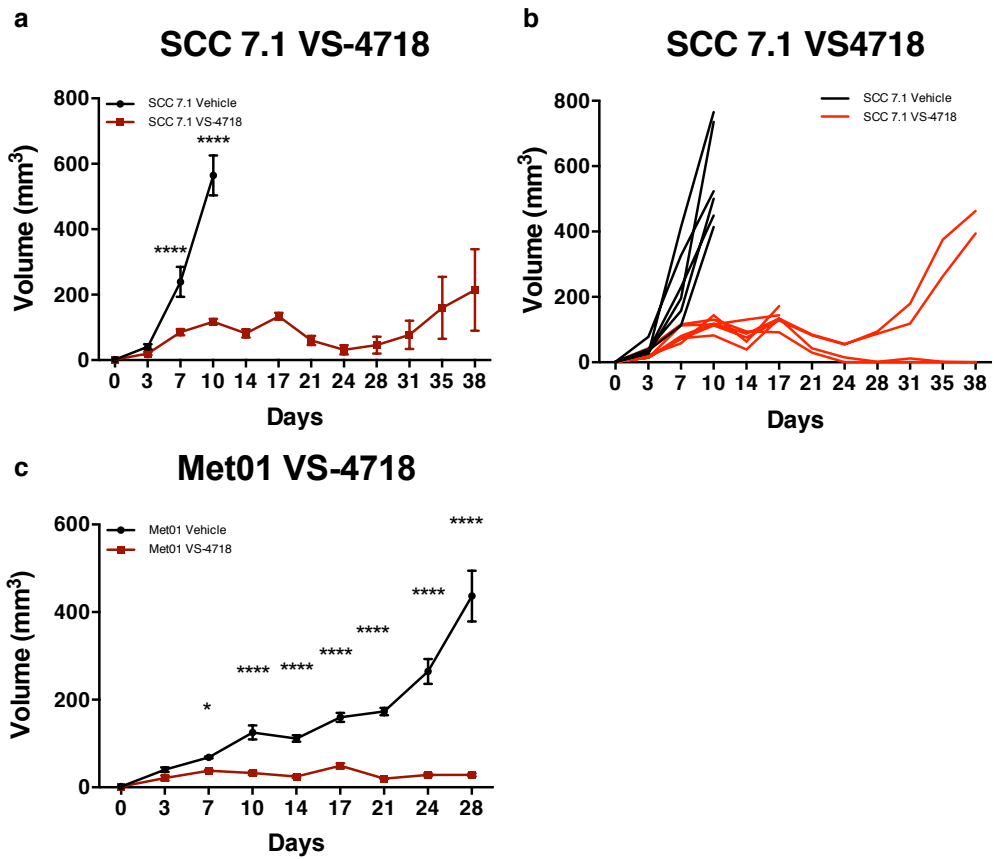 a
SCC 7.1 VS-4718
SCC 7.1 Vehicle
SCC 7.1 VS-4718
****
****
Volume (mm3)
800
600
400
200
0
0 3 7 10 14 17 21 24 28 31 35 38
Days
b
SCC 7.1 VS4718
SCC 7.1 Vehicle
SCC 7.1 VS-4718
Volume (mm3)
800
600
400
200
0
0 3 7 10 14 17 21 24 28 31 35 38
Days
c
Met01 VS-4718
Met01 Vehicle
Met01 VS-4718
****
****
****
****
****
****
*
Volume (mm3)
600
400
200
0
0 3 7 10 14 17 21 24 28
Days